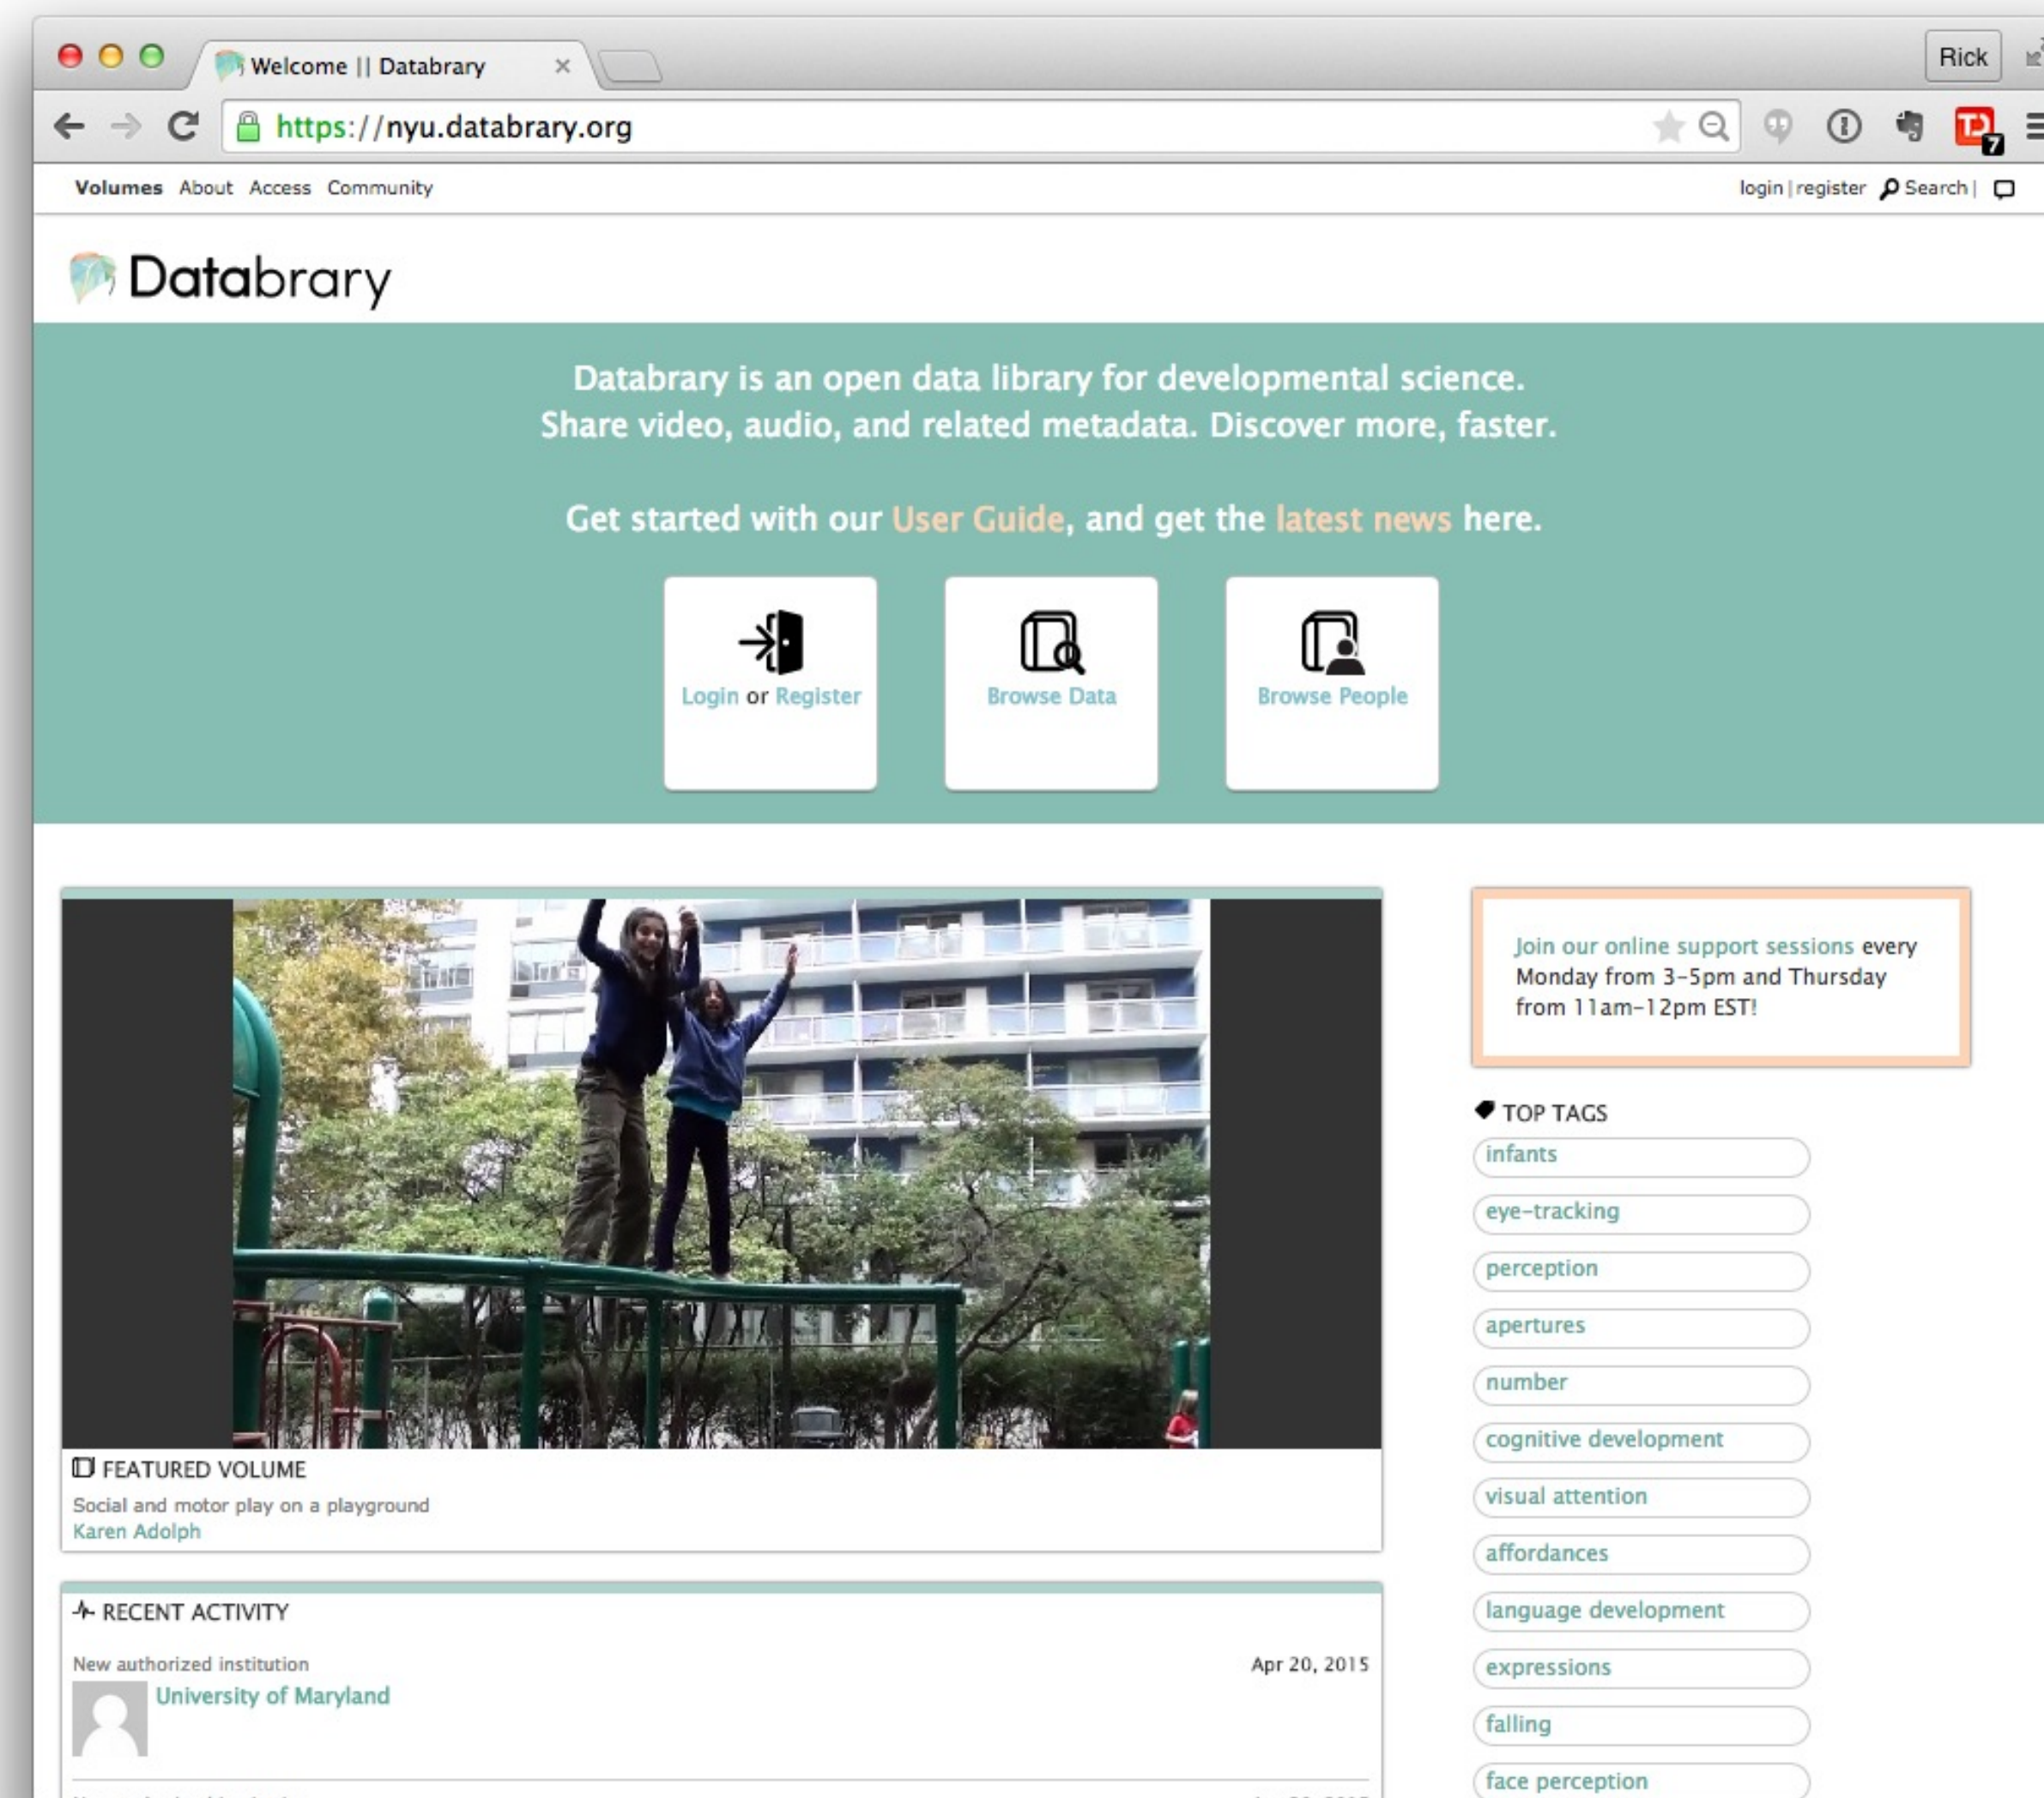 Welcome || Databrary
Rick
https://nyu.databrary.org
7
Volumes About Access Community
login | register Search |
Databrary
Databrary is an open data library for developmental science.
Share video, audio, and related metadata. Discover more, faster.
Get started with our User Guide, and get the latest news here.
Login or Register
Browse Data
Browse People
Join our online support sessions every
Monday from 3-5pm and Thursday
from 11am-12pm EST!
TOP TAGS
infants
eye-tracking
perception
apertures
number
cognitive development
visual attention
affordances
language development
expressions
falling
face perception
FEATURED VOLUME
Social and motor play on a playground
Karen Adolph
RECENT ACTIVITY
New authorized institution Apr 20, 2015
University of Maryland